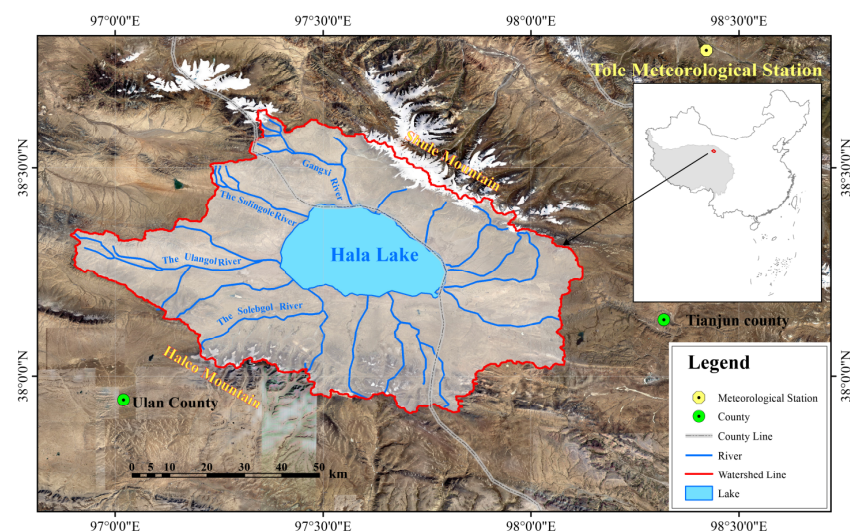 97°0'0"E 97°30'0"E 98°0'0"E 98°30'0"E
Tole Meteorological Station
Shule Mountain
38°30'0"N
38°30'0"N
Gangxi River
The Solingole River
Hala Lake
The Ulangol River
The Solebgol River
Tianjun county
38°0'0"N
38°0'0"N
Halco Mountain
Ulan County
0 5 10 20 30 40 50
km
Legend
Meteorological Station
County
County Line
River
Watershed Line
Lake
97°0'0"E 97°30'0"E 98°0'0"E 98°30'0"E